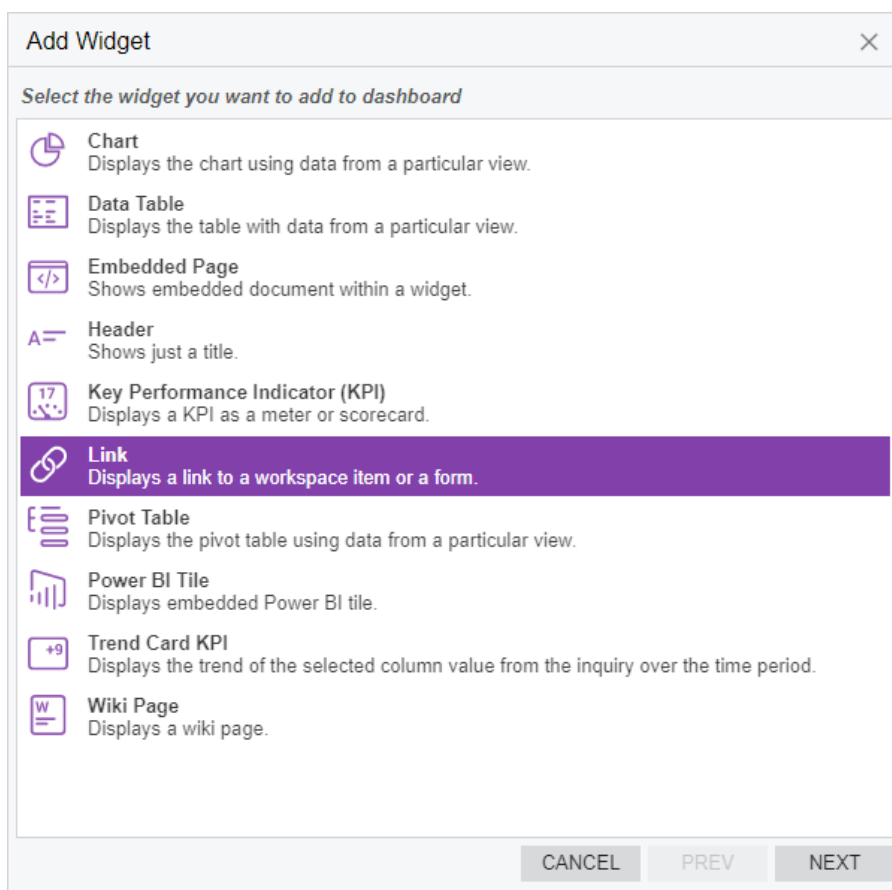 Add Widget
Select the widget you want to add to dashboard
Chart
Displays the chart using data from a particular view.
Data Table
Displays the table with data from a particular view.
</>
Embedded Page
Shows embedded document within a widget.
A
Header
Shows just a title.
17
Key Performance Indicator (KPI)
Displays a KPI as a meter or scorecard.
Link
Displays a link to a workspace item or a form.
Pivot Table
Displays the pivot table using data from a particular view.
Power BI Tile
Displays embedded Power BI tile.
+9
Trend Card KPI
Displays the trend of the selected column value from the inquiry over the time period.
W
Wiki Page
Displays a wiki page.
CANCEL PREV NEXT